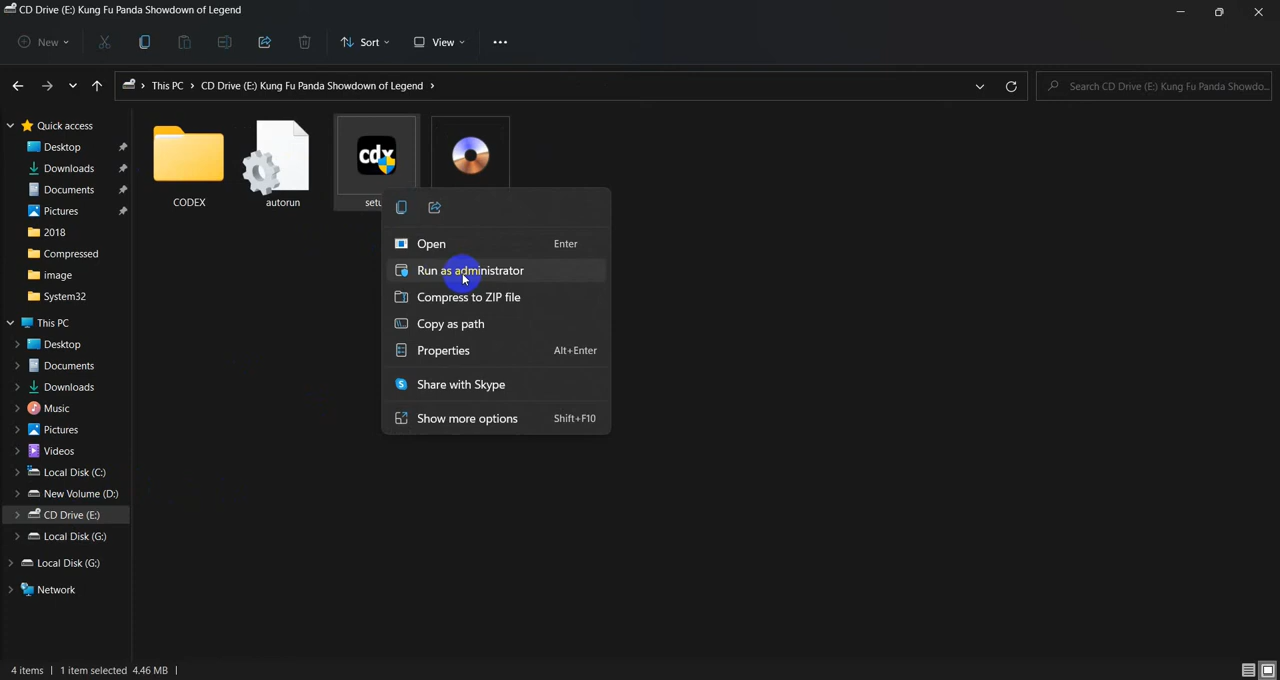 CD Drive (E:) Kung Fu Panda Showdown of Legend
New
Sort
View
This PC > CD Drive (E:) Kung Fu Panda Showdown of Legend >
Search CD Drive (E:) Kung Fu Panda Showdo...
Quick access
Desktop
Downloads
Documents
Pictures
2018
Compressed
image
System32
This PC
Desktop
Documents
Downloads
Music
Pictures
Videos
Local Disk (C:)
New Volume (D:)
CD Drive (E:)
Local Disk (G:)
Local Disk (G:)
Network
CODEX
autorun
cdx
setu
Open Enter
Run as administrator
Compress to ZIP file
Copy as path
Properties Alt+Enter
Share with Skype
Show more options Shift+F10
4 items 1 item selected 4.46 MB